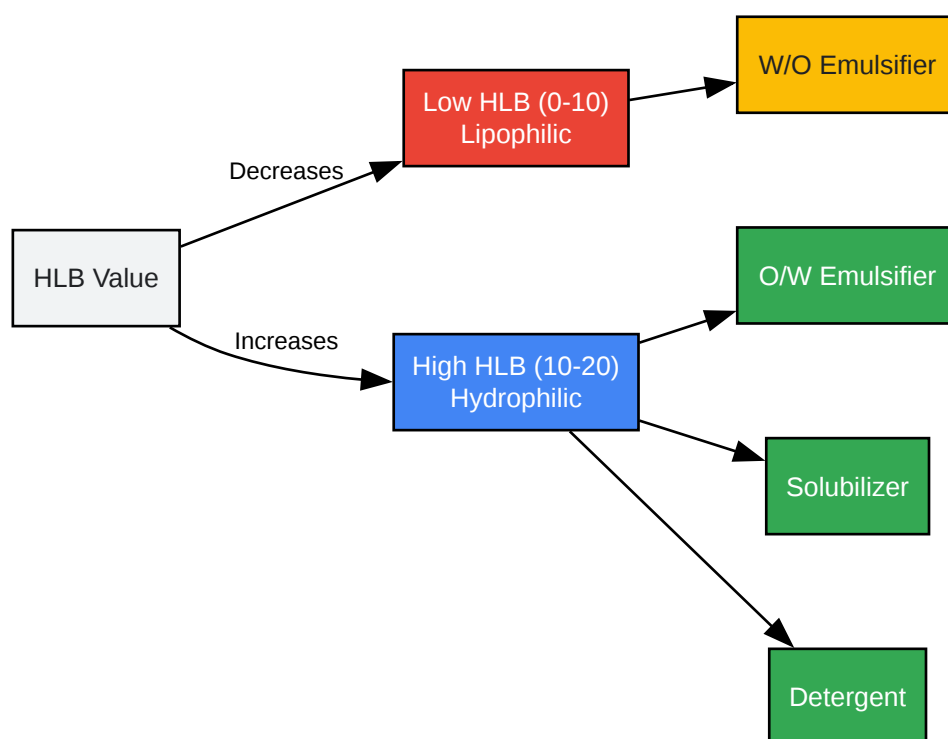 HLB Value
Decreases
Increases
Low HLB (0-10)
Lipophilic
High HLB (10-20)
Hydrophilic
W/O Emulsifier
O/W Emulsifier
Solubilizer
Detergent